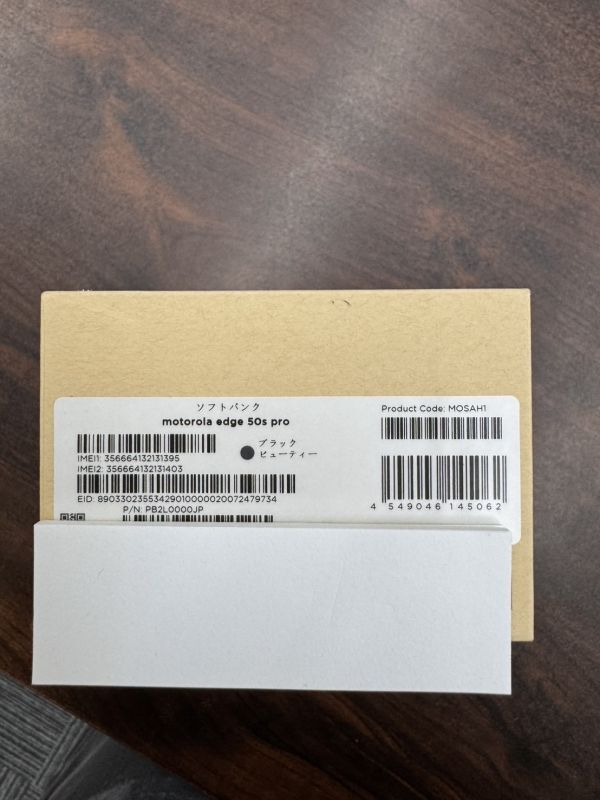 ソフトバンク
motorola edge 50s pro
ブラック
ビューティー
IMEI1: 356664132131395
IMEI2: 356664132131403
EID: 89033023553429010000020072479734
P/N: PB2L0000JP
Product Code: MOSAH1
4 549046 145062